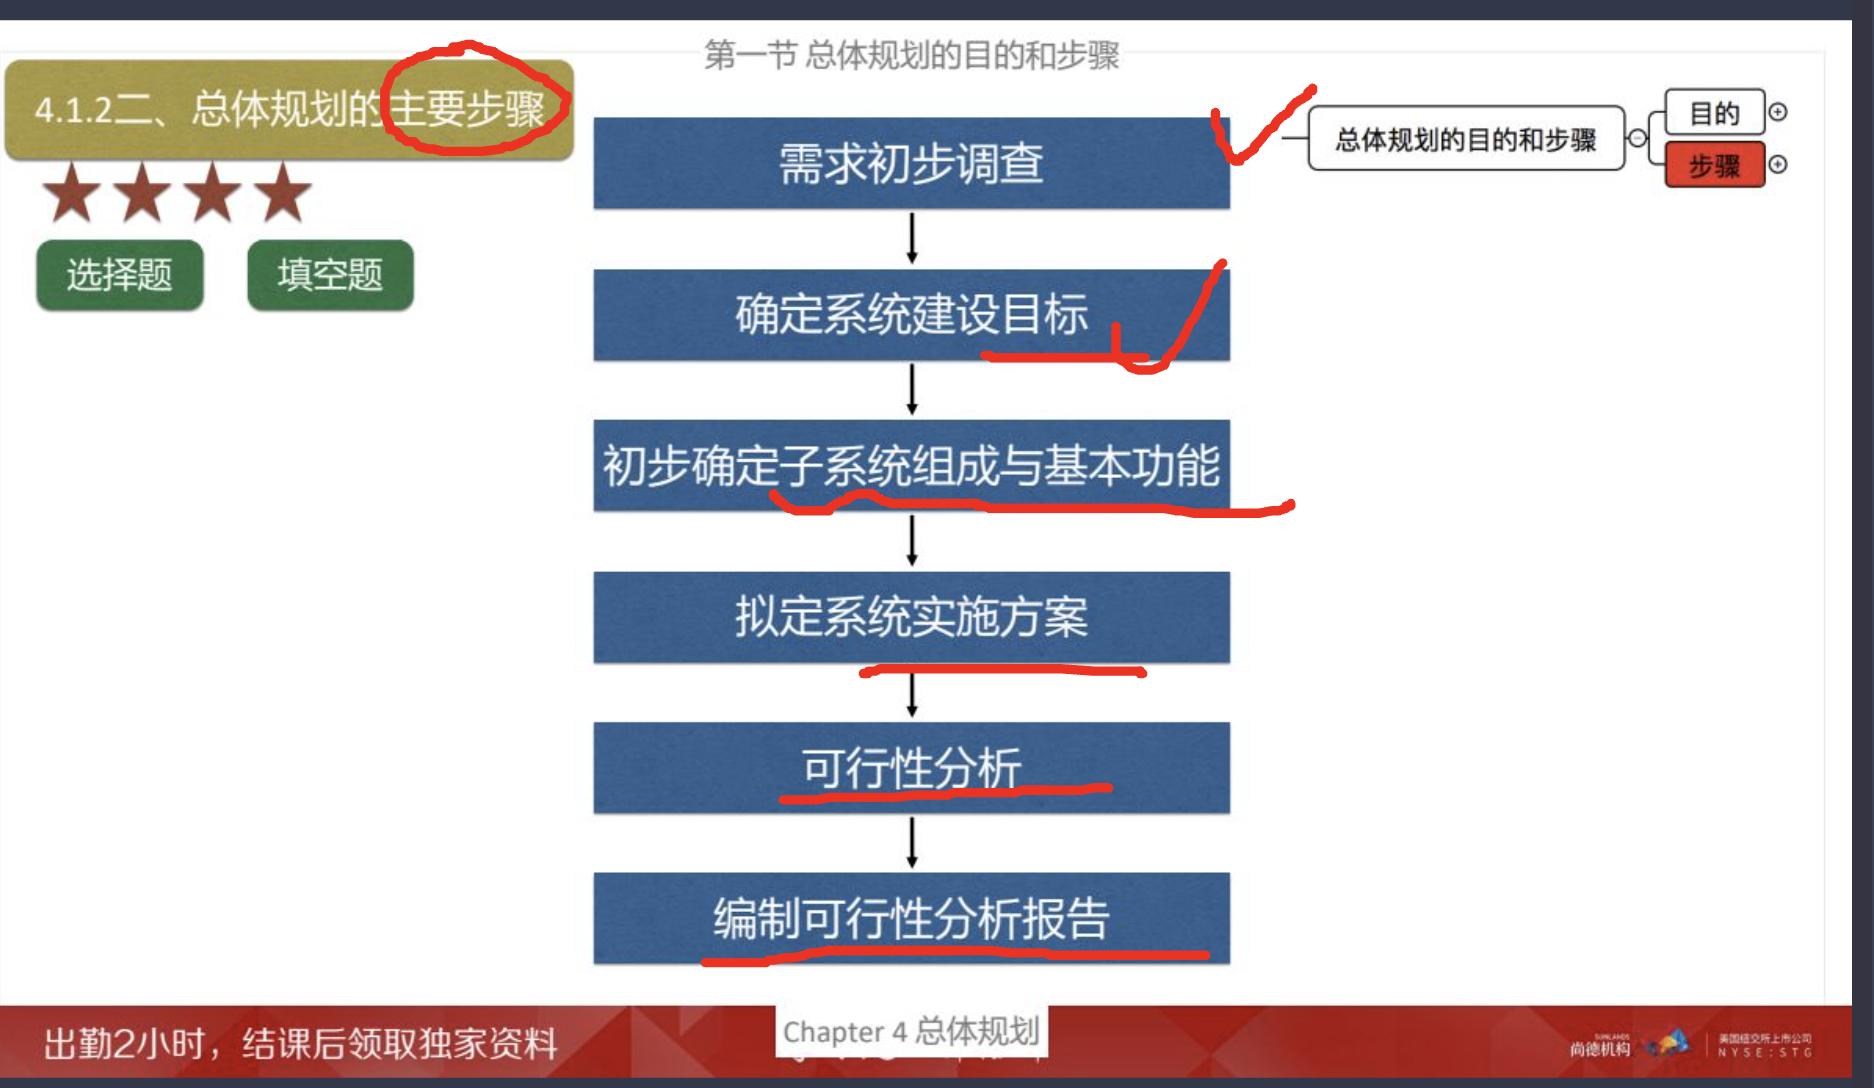 第一节 总体规划的目的和步骤
4.1.2二、总体规划的主要步骤
选择题
填空题
需求初步调查
确定系统建设目标
初步确定子系统组成与基本功能
拟定系统实施方案
可行性分析
编制可行性分析报告
总体规划的目的和步骤
目的
步骤
出勤2小时，结课后领取独家资料
Chapter 4 总体规划
SUNLANDS
尚德机构
美国纽交所上市公司
NYSE:STG